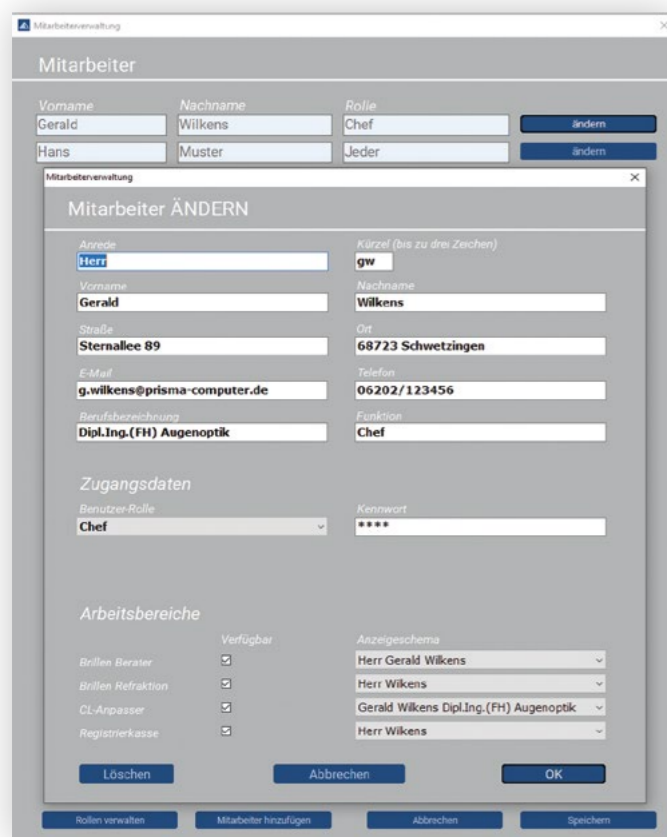 Mitarbeiterverwaltung
Mitarbeiter
Vorname Nachname Rolle
Gerald Wilkens Chef ändern
Hans Muster Jeder ändern
Mitarbeiterverwaltung
Mitarbeiter ÄNDERN
Anrede Kürzel (bis zu drei Zeichen)
Herr gw
Vorname Nachname
Gerald Wilkens
Straße Ort
Sternallee 89 68723 Schwetzingen
E-Mail Telefon
g.wilkens@prisma-computer.de 06202/123456
Berufsbezeichnung Funktion
Dipl.Ing.(FH) Augenoptik Chef
Zugangsdaten
Benutzer-Rolle Kennwort
Chef ****
Arbeitsbereiche
Verfügbar Anzeigeschema
Brillen Berater Herr Gerald Wilkens
Brillen Refraktion Herr Wilkens
CL-Anpasser Gerald Wilkens Dipl.Ing.(FH) Augenoptik
Registrierkasse Herr Wilkens
Löschen Abbrechen OK
Rollen verwalten Mitarbeiter hinzufügen Abbrechen Speichern